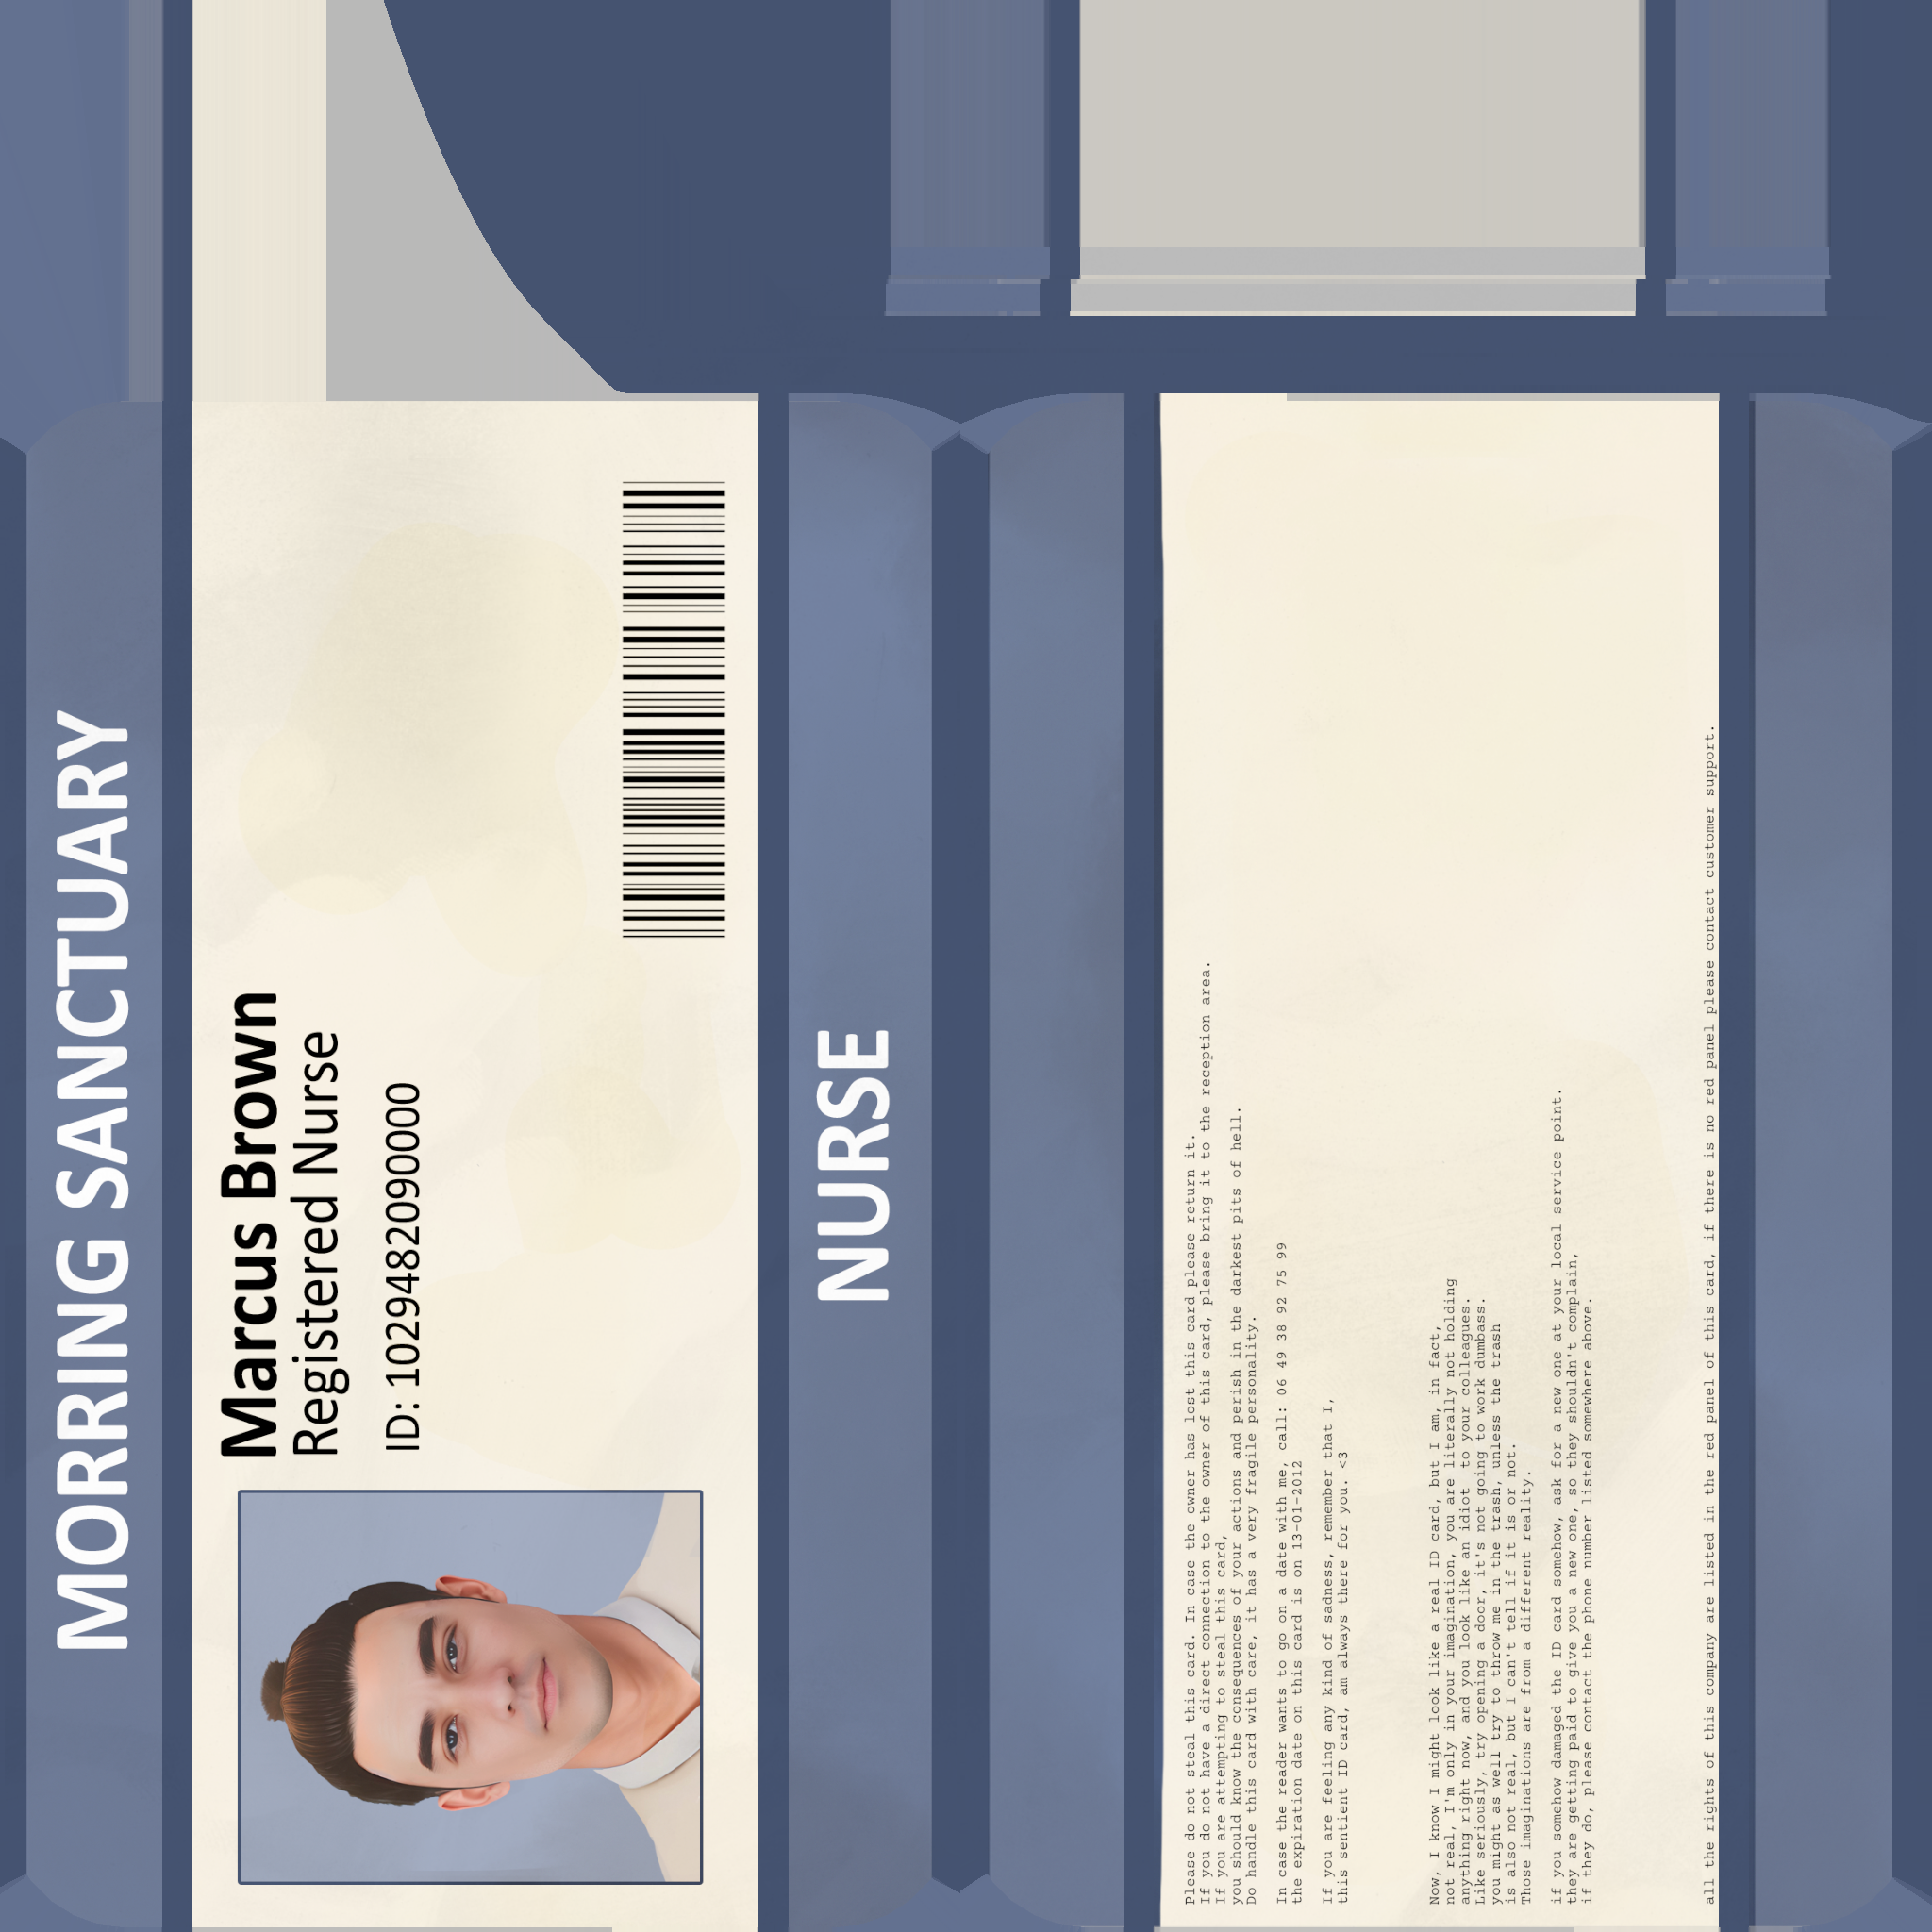 MORRING SANCTUARY
Marcus Brown
Registered Nurse
ID: 1029482090000
NURSE
Please do not steal this card. In case the owner has lost this card please return it.
If you do not have a direct connection to the owner of this card, please bring it to the reception area.
If you are attempting to steal this card,
you should know the consequences of your actions and perish in the darkest pits of hell.
Do handle this card with care, it has a very fragile personality.
In case the reader wants to go on a date with me, call: 06 49 38 92 75 99
the expiration date on this card is on 13-01-2012
If you are feeling any kind of sadness, remember that I,
this sentient ID card, am always there for you. <3
Now, I know I might look like a real ID card, but I am, in fact,
not real, I'm only in your imagination, you are literally not holding
anything right now, and you look like an idiot to your colleagues.
Like seriously, try opening a door, it's not going to work dumbass.
you might as well try to throw me in the trash, unless the trash
is also not real, but I can't tell if it is or not.
Those imaginations are from a different reality.
if you somehow damaged the ID card somehow, ask for a new one at your local service point.
they are getting paid to give you a new one, so they shouldn't complain,
if they do, please contact the phone number listed somewhere above.
all the rights of this company are listed in the red panel of this card, if there is no red panel please contact customer support.